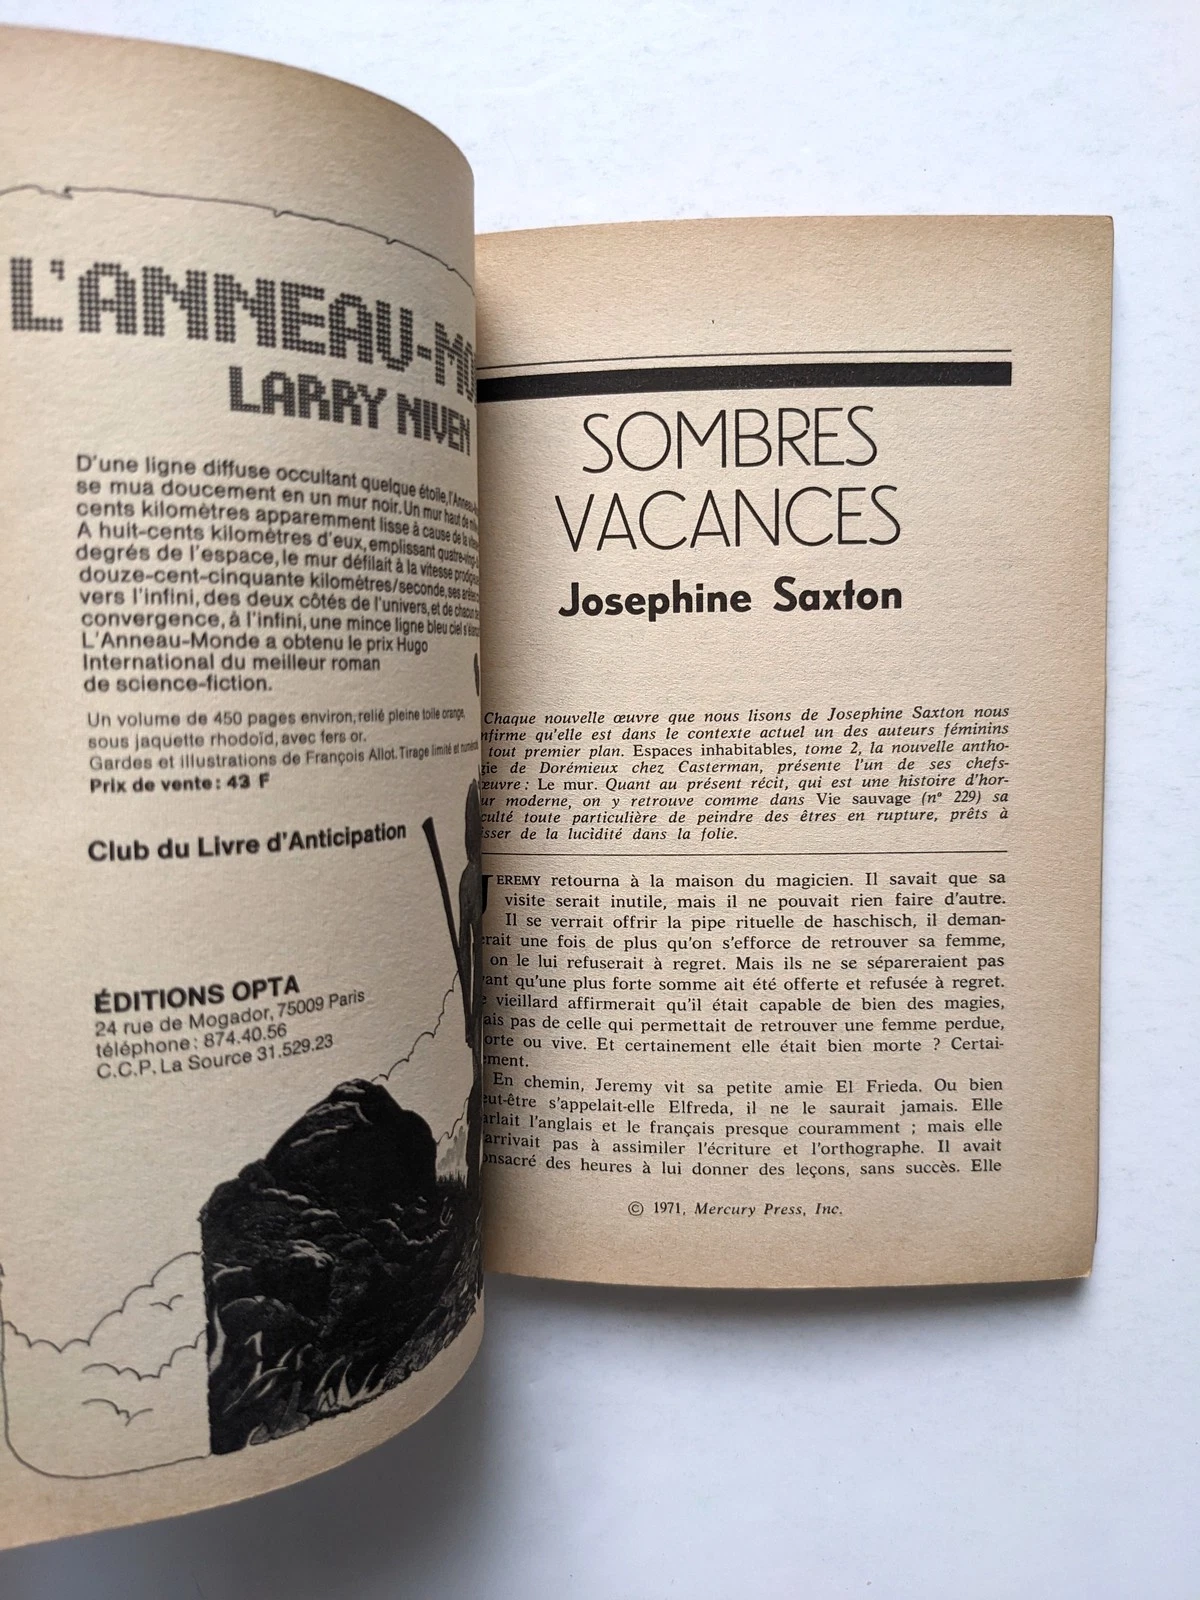 L'ANNEAU-MO
LARRY NIVEN
D'une ligne diffuse occultant quelque étoile, l'Anneau-
se mua doucement en un mur noir. Un mur haut de
cents kilomètres apparemment lisse à cause de la
A huit-cents kilomètres d'eux, emplissant quatre-vingt-
degrés de l'espace, le mur défilait à la vitesse
douze-cent-cinquante kilomètres/seconde, ses
vers l'infini, des deux côtés de l'univers, et de chacun
convergence, à l'infini, une mince ligne bleu ciel
L'Anneau-Monde a obtenu le prix Hugo
International du meilleur roman
de science-fiction.
Un volume de 450 pages environ, relié pleine toile orange,
sous jaquette rhodoïd, avec fers or.
Gardes et illustrations de François Allot. Tirage limité et
Prix de vente : 43 F
Club du Livre d'Anticipation
ÉDITIONS OPTA
24 rue de Mogador, 75009 Paris
téléphone : 874.40.56
C.C.P. La Source 31.529.23
SOMBRES
VACANCES
Josephine Saxton
Chaque nouvelle œuvre que nous lisons de Josephine Saxton nous
nfirme qu'elle est dans le contexte actuel un des auteurs féminins
tout premier plan. Espaces inhabitables, tome 2, la nouvelle antho-
gie de Dorémieux chez Casterman, présente l'un de ses chefs-
œuvre : Le mur. Quant au présent récit, qui est une histoire d'hor-
ur moderne, on y retrouve comme dans Vie sauvage (n° 229) sa
culté toute particulière de peindre des êtres en rupture, prêts à
isser de la lucidité dans la folie.
JEREMY retourna à la maison du magicien. Il savait que sa
visite serait inutile, mais il ne pouvait rien faire d'autre.
Il se verrait offrir la pipe rituelle de haschisch, il deman-
erait une fois de plus qu'on s'efforce de retrouver sa femme,
on le lui refuserait à regret. Mais ils ne se sépareraient pas
vant qu'une plus forte somme ait été offerte et refusée à regret.
e vieillard affirmerait qu'il était capable de bien des magies,
ais pas de celle qui permettait de retrouver une femme perdue,
orte ou vive. Et certainement elle était bien morte ? Certai-
ement.
En chemin, Jeremy vit sa petite amie El Frieda. Ou bien
eut-être s'appelait-elle Elfreda, il ne le saurait jamais. Elle
arlait l'anglais et le français presque couramment ; mais elle
arrivait pas à assimiler l'écriture et l'orthographe. Il avait
onsacré des heures à lui donner des leçons, sans succès. Elle
© 1971, Mercury Press, Inc.